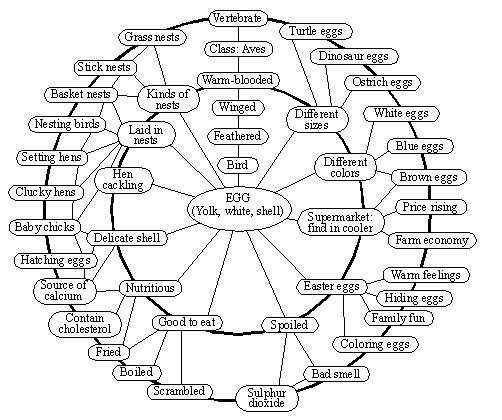 Vertebrate
Grass nests
Turtle eggs
Class: Aves
Dinosaur eggs
Stick nests
Warm-blooded
Ostrich eggs
Basket nests
Kinds of
nests
Winged
Different
sizes
White eggs
Nesting birds
Laid in
nests
Feathered
Blue eggs
Setting hens
Bird
Different
colors
Brown eggs
Hen
cackling
Clucky hens
EGG
(Yolk, white, shell)
Price rising
Baby chicks
Supermarket:
find in cooler
Delicate shell
Farm economy
Hatching eggs
Warm feelings
Source of
calcium
Nutritious
Easter eggs
Hiding eggs
Contain
cholesterol
Good to eat
Spoiled
Family fun
Fried
Coloring eggs
Boiled
Bad smell
Scrambled
Sulphur
dioxide